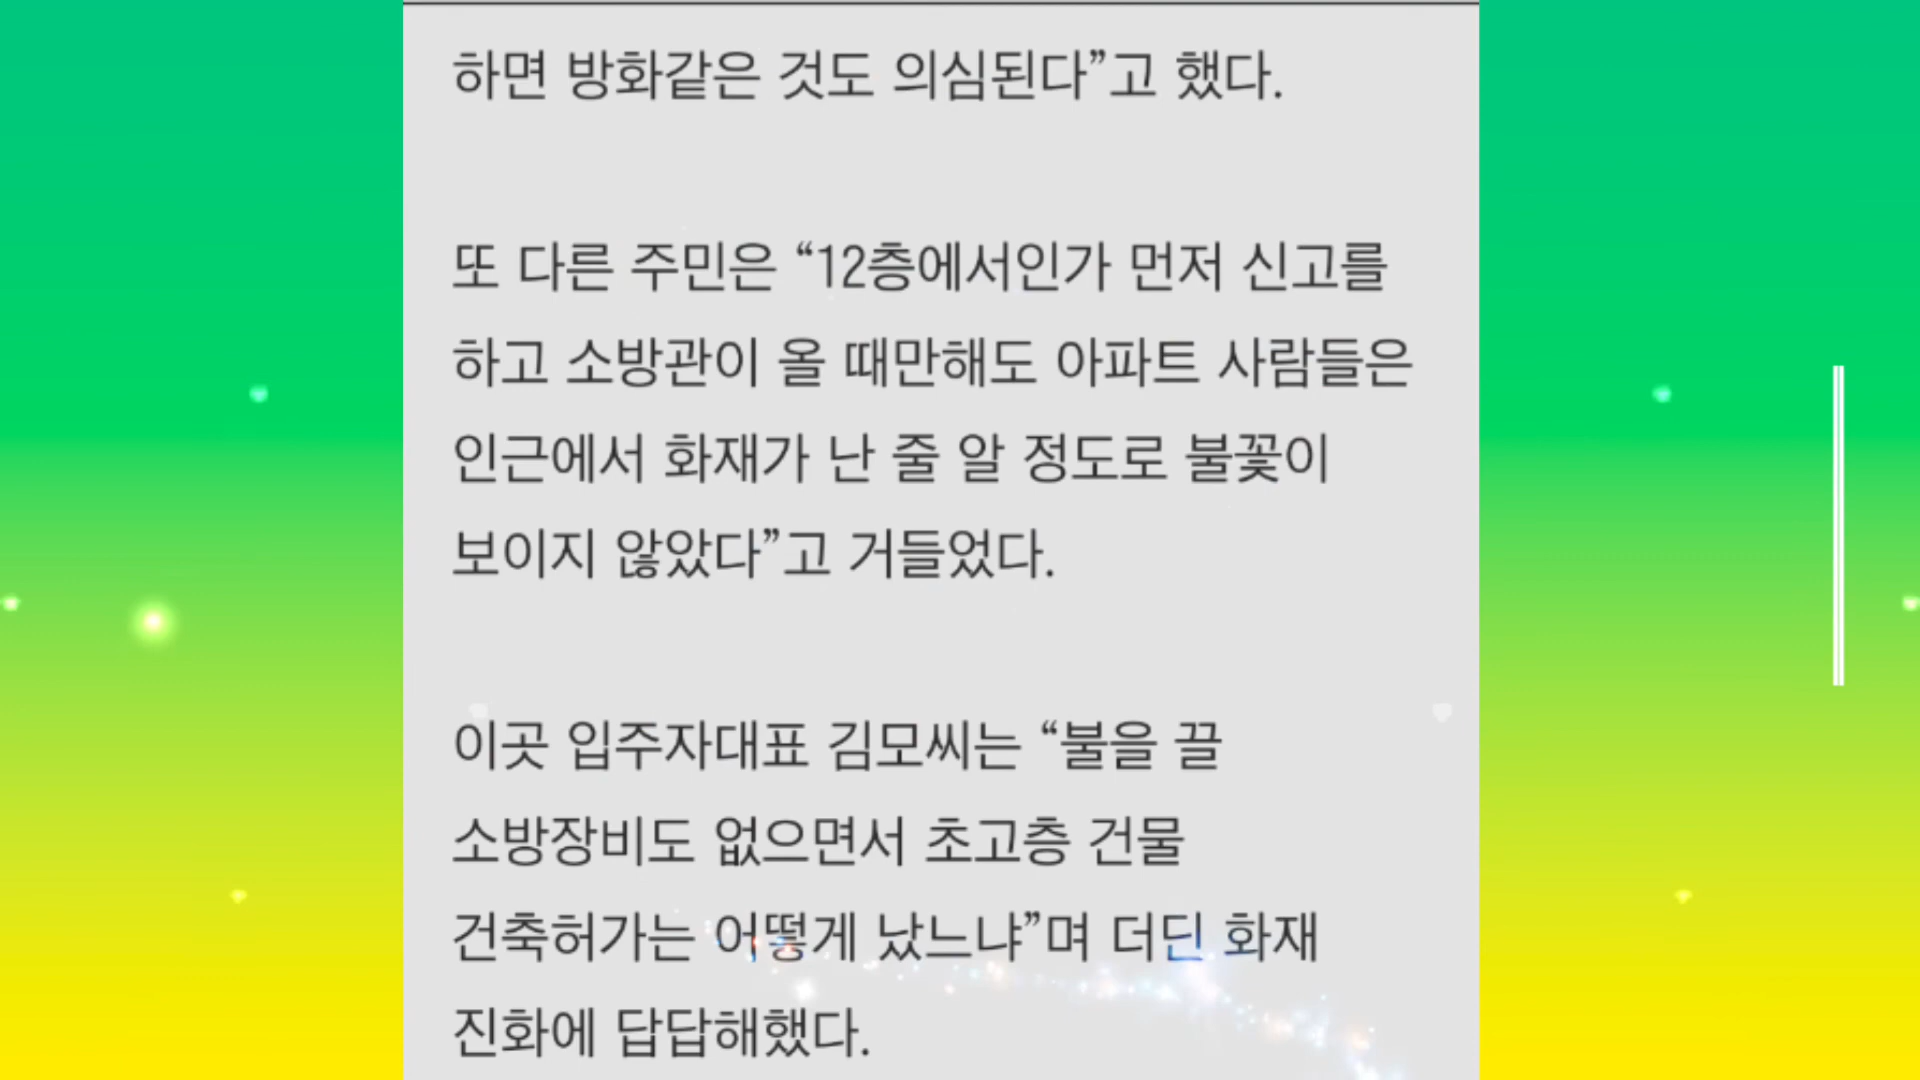 하면 방화같은 것도 의심된다”고 했다.
또 다른 주민은 “12층에서인가 먼저 신고를
하고 소방관이 올 때만해도 아파트 사람들은
인근에서 화재가 난 줄 알 정도로 불꽃이
보이지 않았다”고 거들었다.
이곳 입주자대표 김모씨는 “불을 끌
소방장비도 없으면서 초고층 건물
건축허가는 어떻게 났느냐”며 더딘 화재
진화에 답답해했다.